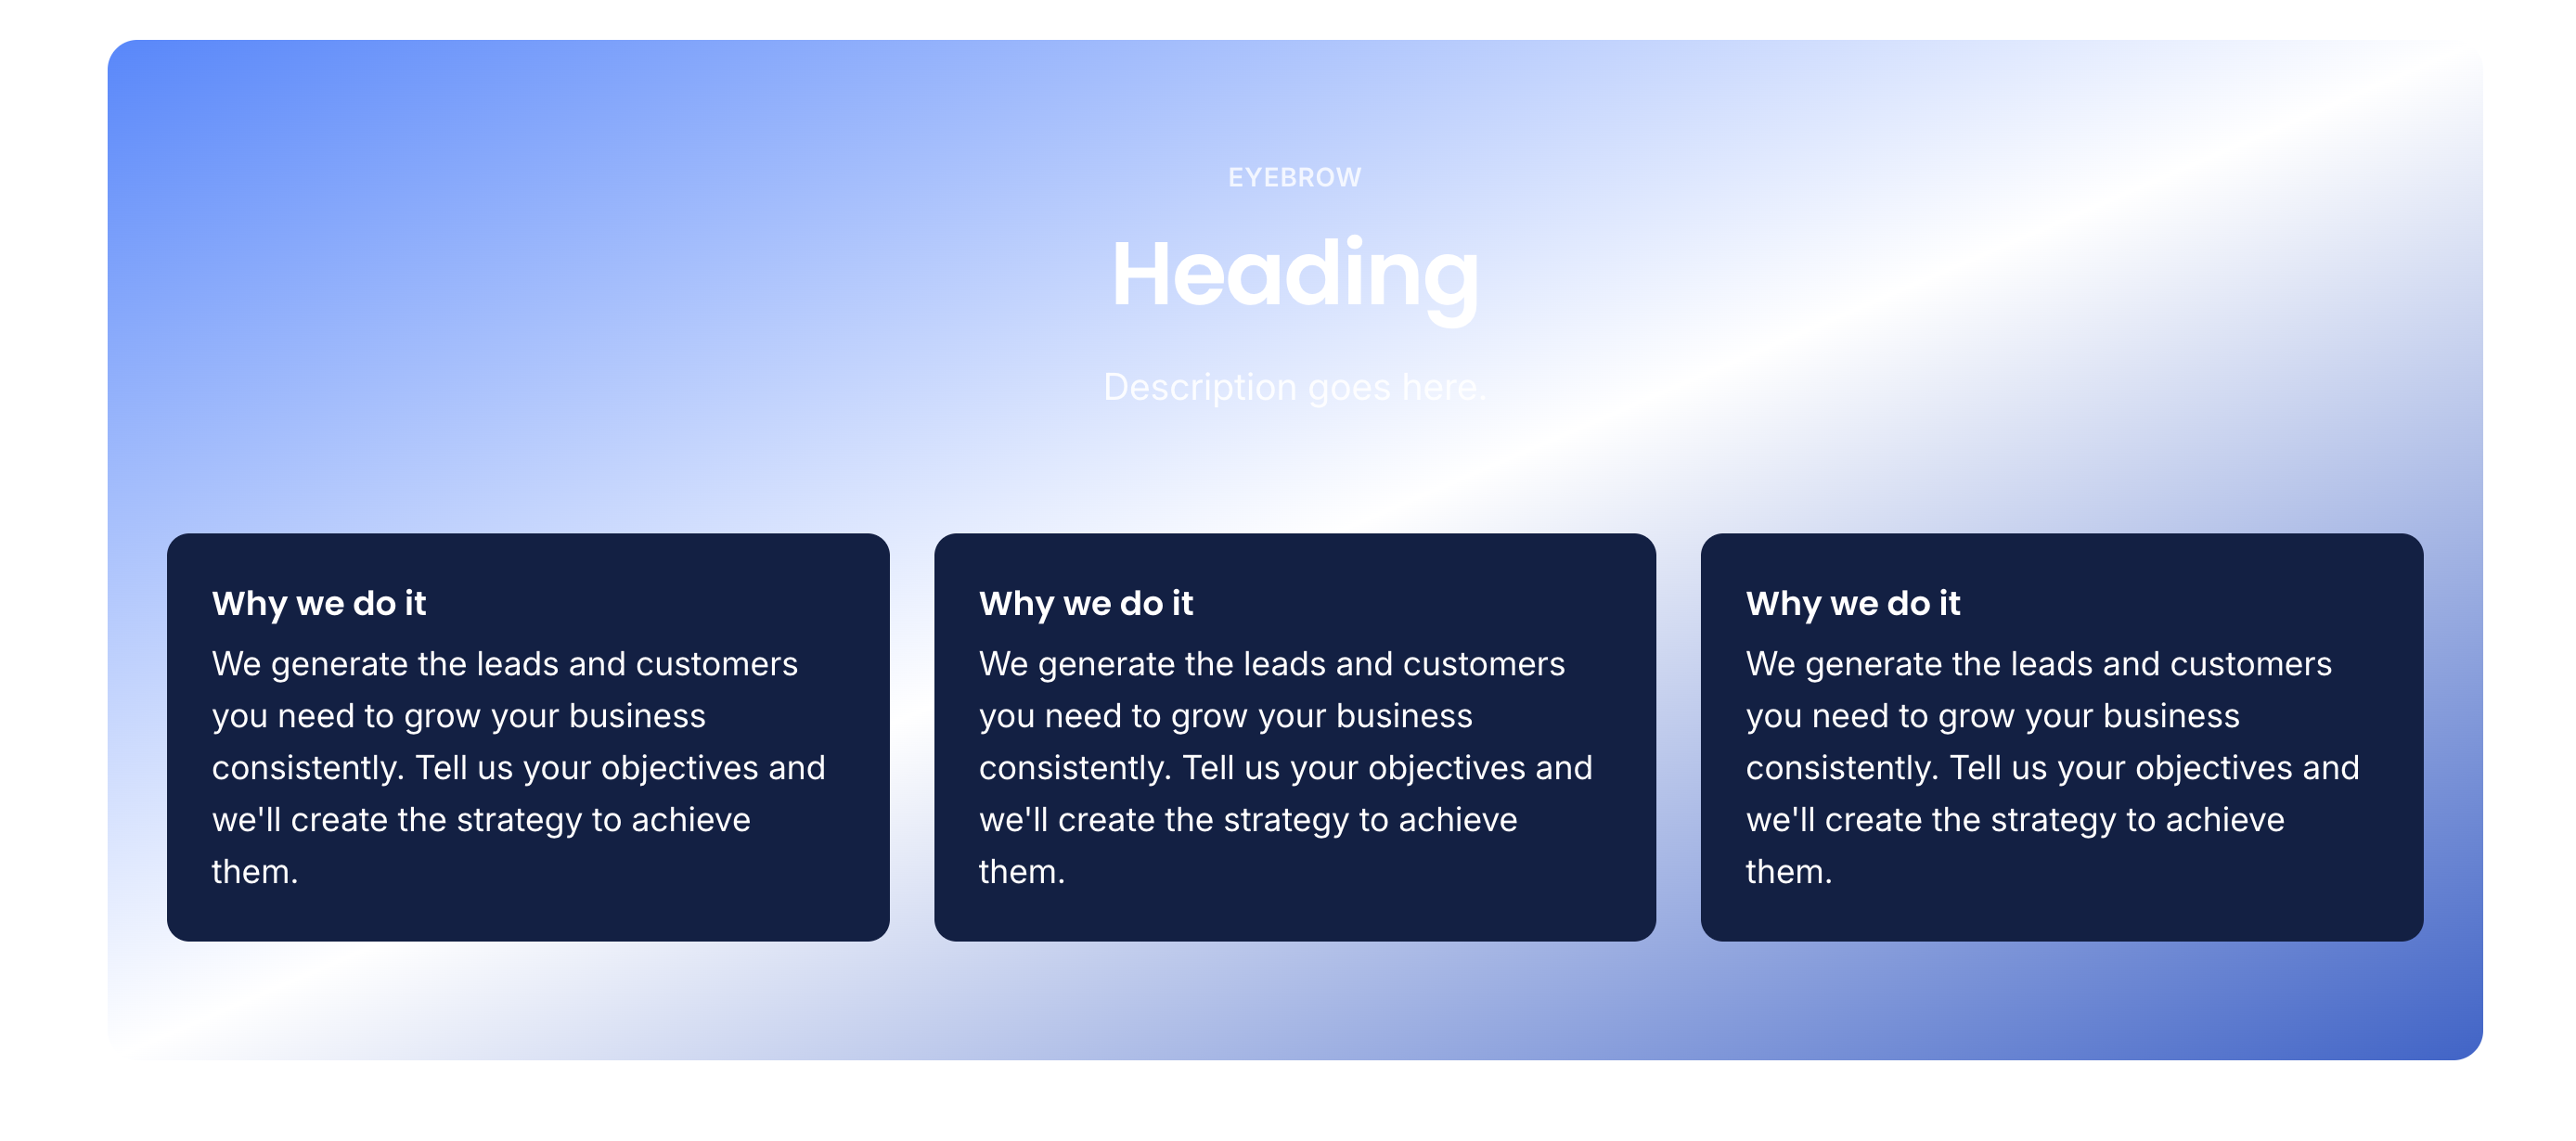 EYEBROW
Heading
Description goes here.
Why we do it
We generate the leads and customers
you need to grow your business
consistently. Tell us your objectives and
we'll create the strategy to achieve
them.
Why we do it
We generate the leads and customers
you need to grow your business
consistently. Tell us your objectives and
we'll create the strategy to achieve
them.
Why we do it
We generate the leads and customers
you need to grow your business
consistently. Tell us your objectives and
we'll create the strategy to achieve
them.